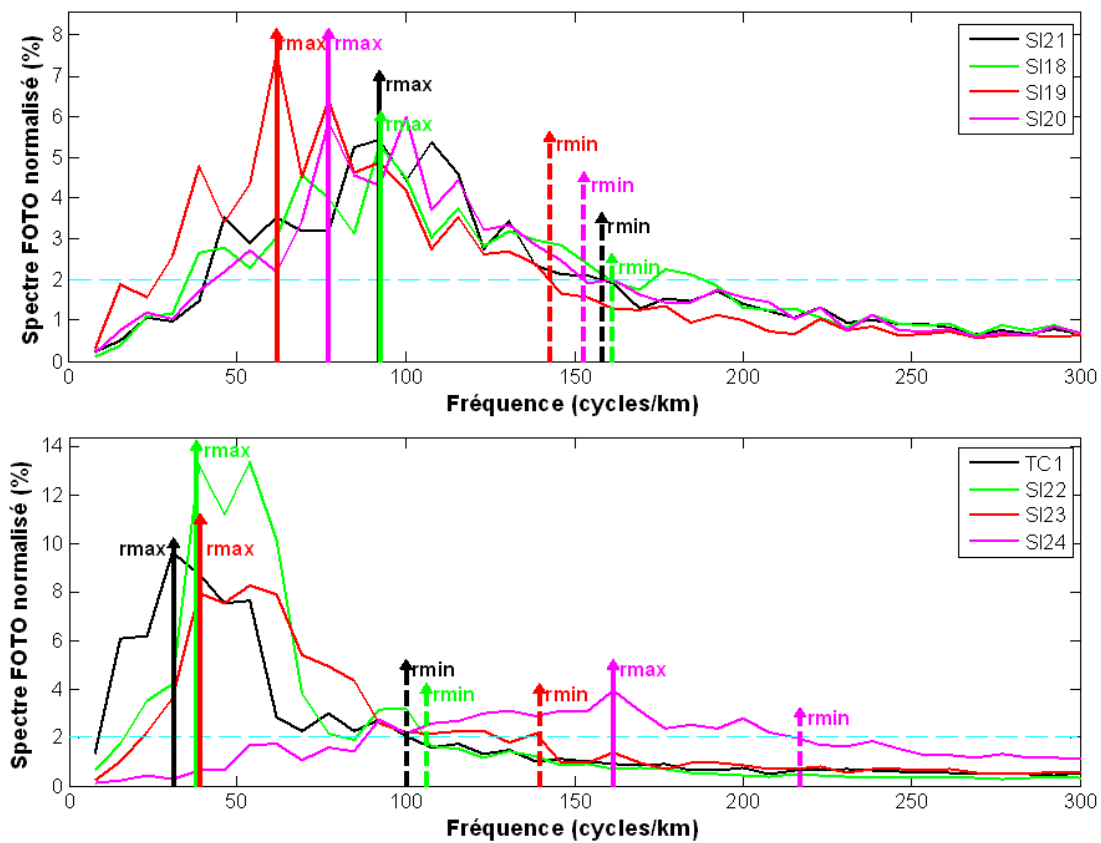 Spectre FOTO normalisé (%)
8
7
6
5
4
3
2
1
0
rmax
rmax
rmax
rmax
rmin
rmin
rmin
rmin
SI21
SI18
SI19
SI20
0 50 100 150 200 250 300
Fréquence (cycles/km)
Spectre FOTO normalisé (%)
14
12
10
8
6
4
2
0
rmax
rmax
rmax
rmin
rmin
rmin
rmax
rmin
TC1
SI22
SI23
SI24
0 50 100 150 200 250 300
Fréquence (cycles/km)